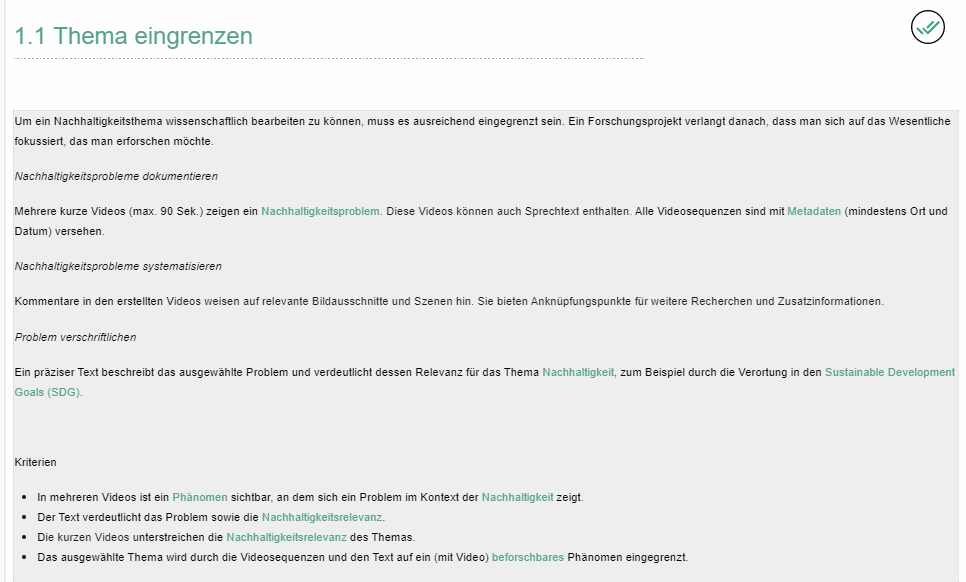 1.1 Thema eingrenzen
Um ein Nachhaltigkeitsthema wissenschaftlich bearbeiten zu können, muss es ausreichend eingegrenzt sein. Ein Forschungsprojekt verlangt danach, dass man sich auf das Wesentliche
fokussiert, das man erforschen möchte.
Nachhaltigkeitsprobleme dokumentieren
Mehrere kurze Videos (max. 90 Sek.) zeigen ein Nachhaltigkeitsproblem. Diese Videos können auch Sprechtext enthalten. Alle Videosequenzen sind mit Metadaten (mindestens Ort und
Datum) versehen.
Nachhaltigkeitsprobleme systematisieren
Kommentare in den erstellten Videos weisen auf relevante Bildausschnitte und Szenen hin. Sie bieten Anknüpfungspunkte für weitere Recherchen und Zusatzinformationen.
Problem verschriftlichen
Ein präziser Text beschreibt das ausgewählte Problem und verdeutlicht dessen Relevanz für das Thema Nachhaltigkeit, zum Beispiel durch die Verortung in den Sustainable Development
Goals (SDG).
Kriterien
• In mehreren Videos ist ein Phänomen sichtbar, an dem sich ein Problem im Kontext der Nachhaltigkeit zeigt.
• Der Text verdeutlicht das Problem sowie die Nachhaltigkeitsrelevanz.
• Die kurzen Videos unterstreichen die Nachhaltigkeitsrelevanz des Themas.
• Das ausgewählte Thema wird durch die Videosequenzen und den Text auf ein (mit Video) beforschbares Phänomen eingegrenzt.